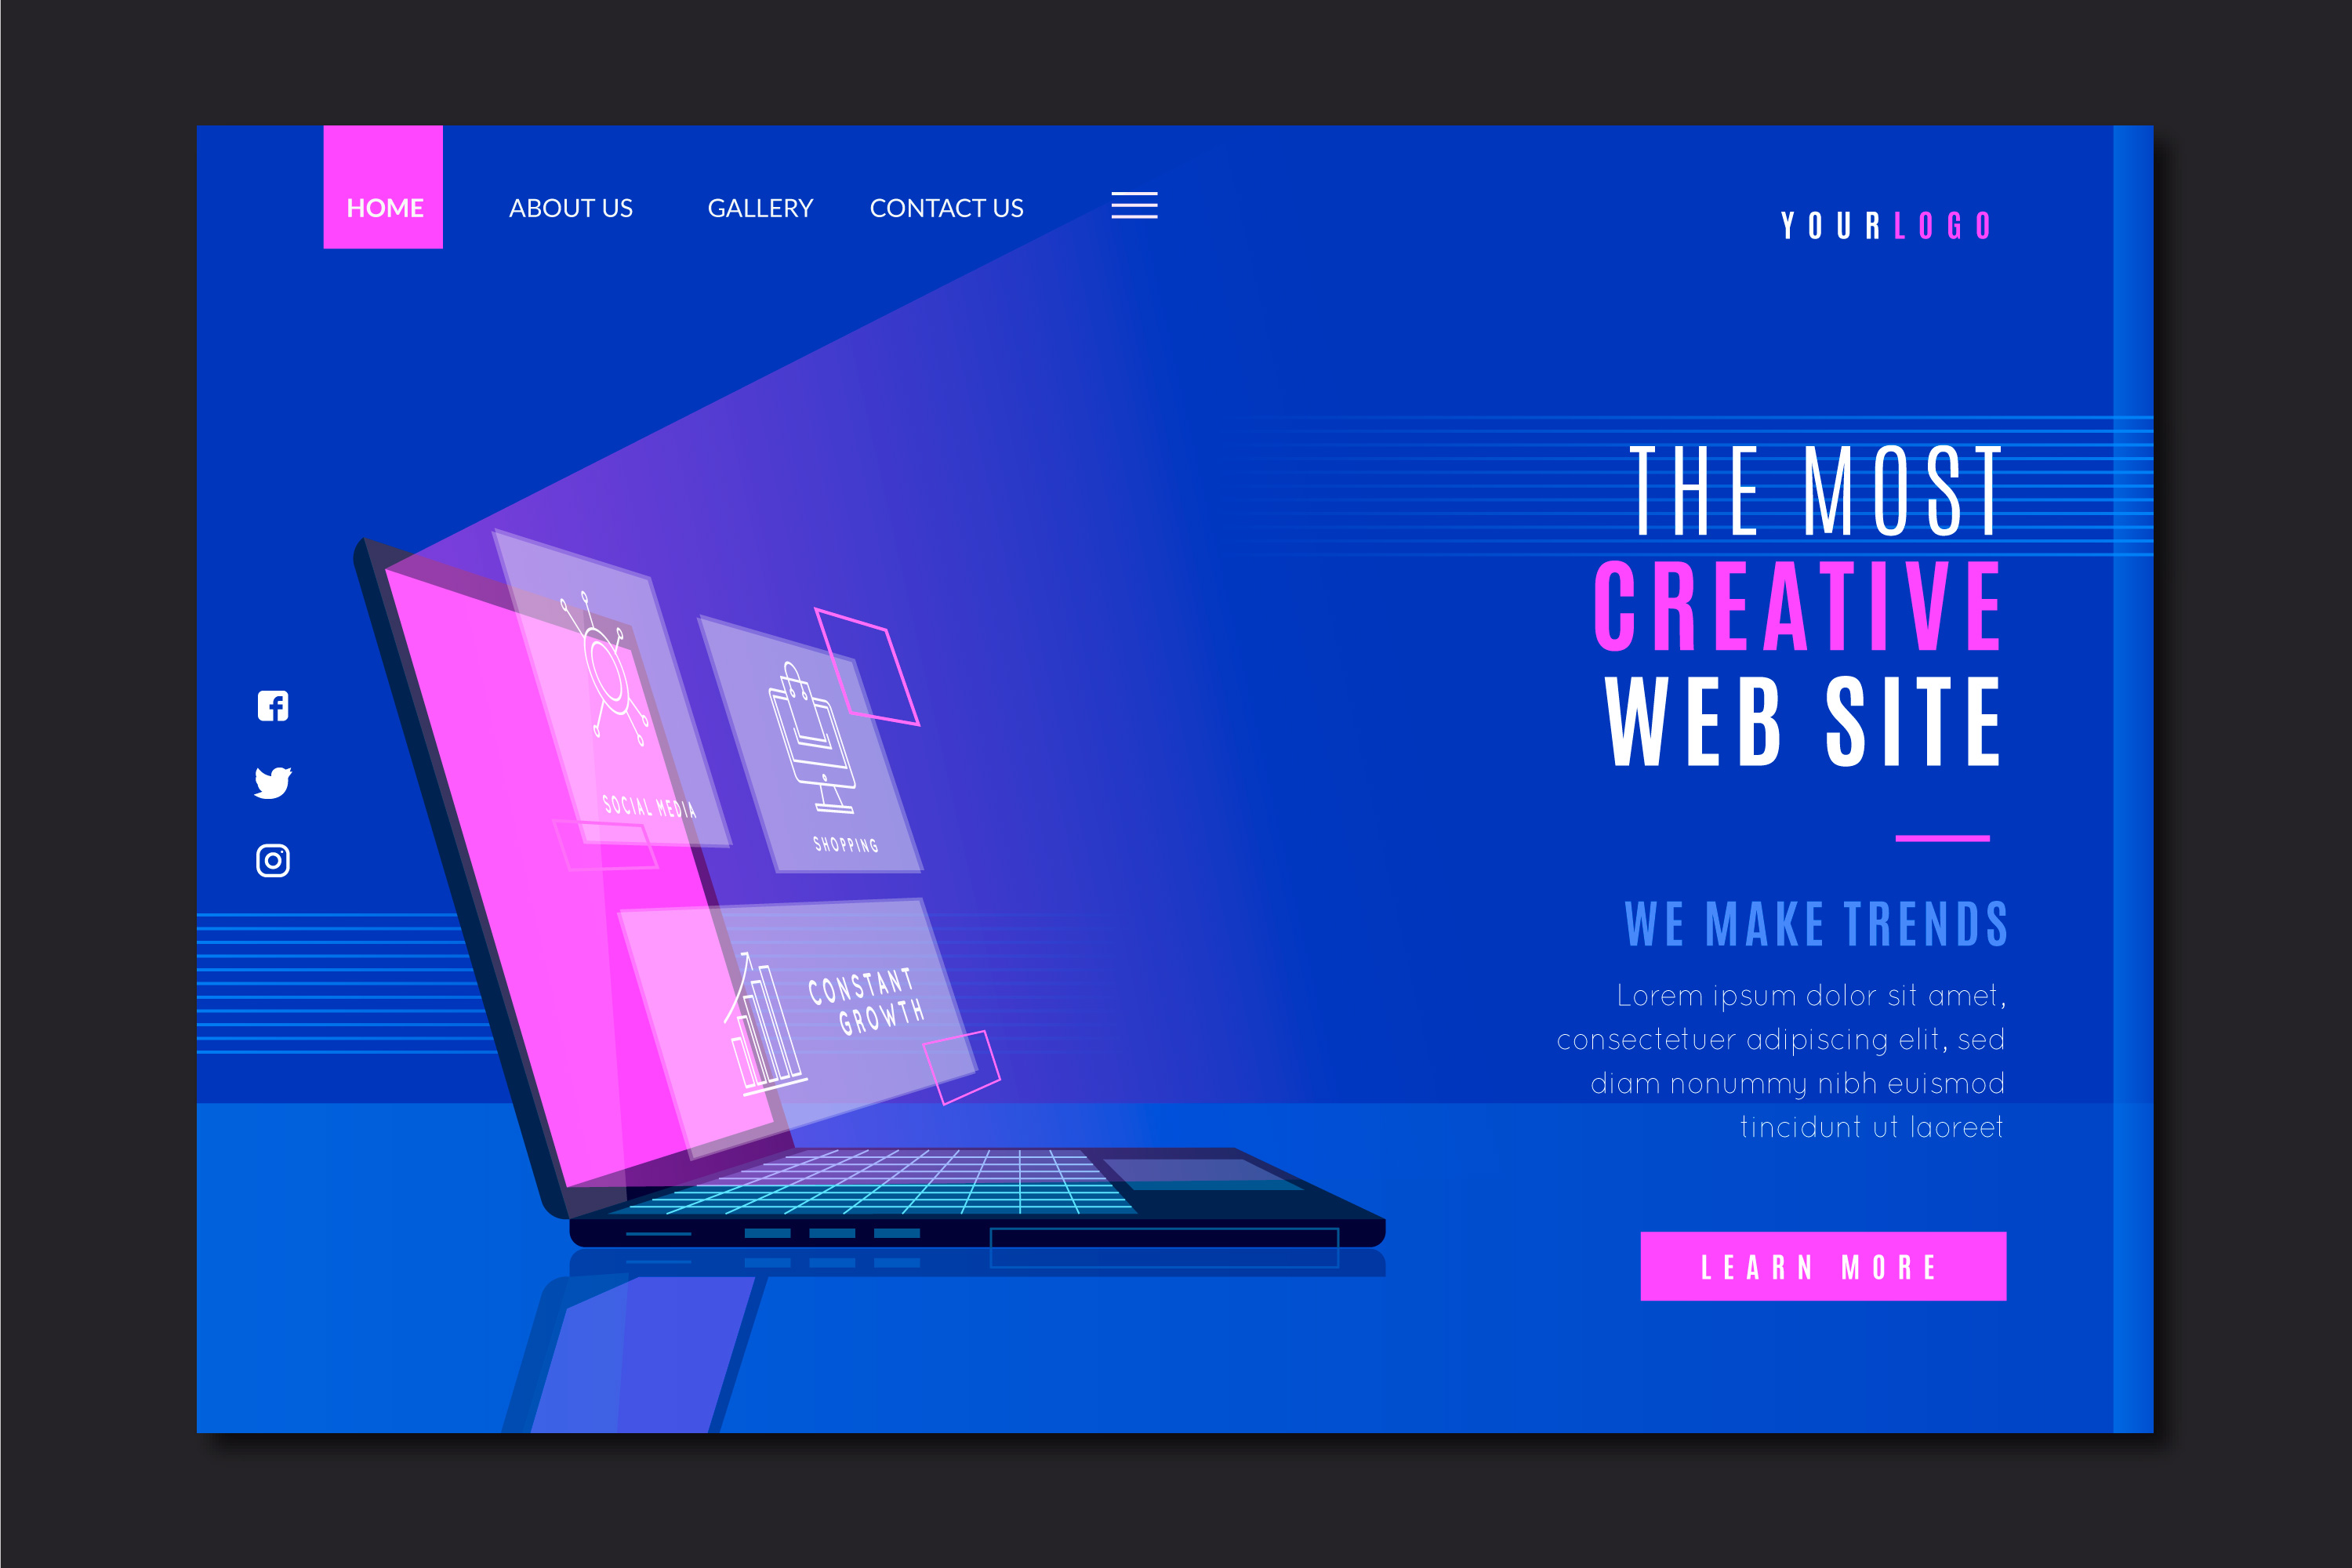 HOME
ABOUT US
GALLERY
CONTACT US
YOURLOGO
THE MOST
CREATIVE
WEB SITE
SOCIAL MEDIA
SHOPPING
CONSTANT
GROWTH
WE MAKE TRENDS
Lorem ipsum dolor sit amet,
consectetuer adipiscing elit, sed
diam nonummy nibh euismod
tincidunt ut laoreet
LEARN MORE